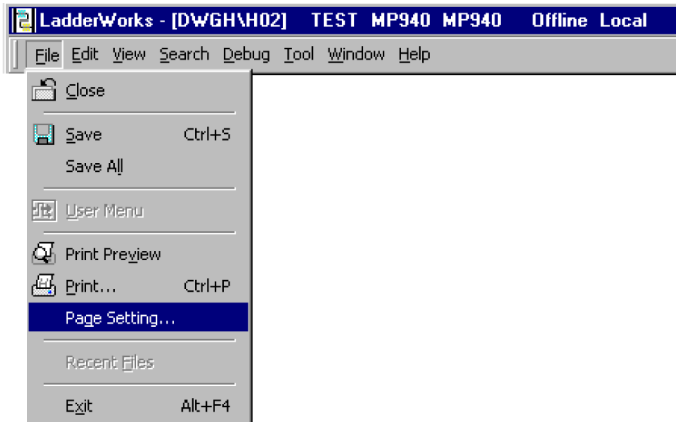 LadderWorks - [DWGH\H02] TEST MP940 MP940 Offline Local
File Edit View Search Debug Tool Window Help
Close
Save Ctrl+S
Save All
User Menu
Print Preview
Print... Ctrl+P
Page Setting...
Recent Files
Exit Alt+F4